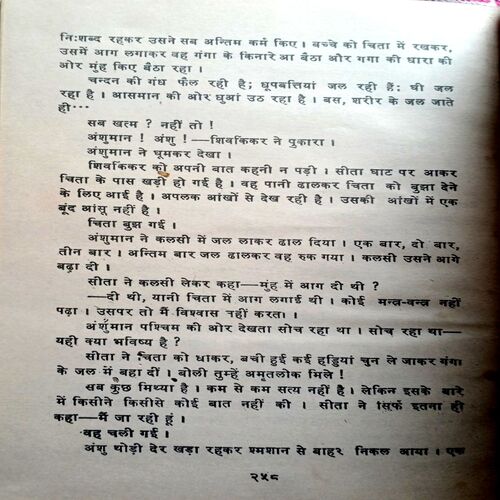 निःशब्द रहकर उसने सब अन्तिम कर्म किए । बच्चे को चिता में रखकर,
उसमें आग लगाकर वह गंगा के किनारे आ बैठा और गंगा की धारा की
ओर मुंह किए बैठा रहा ।
चन्दन की गंध फैल रही है; धूपबत्तियां जल रही हैं: घी जल
रहा है । आसमान की ओर धुआं उठ रहा है । बस, शरीर के जल जाते
ही···
सब खत्म ? नहीं तो !
अंशुमान ! अंशु !—शिवकिंकर ने पुकारा ।
अंशुमान ने घूमकर देखा ।
शिवकिंकर को अपनी बात कहनी न पड़ी । सीता घाट पर आकर
चिता के पास खड़ी हो गई है । वह पानी ढालकर चिता को बुझा देने
के लिए आई है । अपलक आंखों से देख रही है । उसकी आंखों में एक
बूंद आंसू नहीं है ।
चिता बुझ गई ।
अंशुमान ने कलसी में जल लाकर ढाल दिया । एक बार, दो बार,
तीन बार । अन्तिम बार जल ढालकर वह रुक गया । कलसी उसने आगे
बढ़ा दी ।
सीता ने कलसी लेकर कहा—मुंह में आग दी थी ?
—दी थी, यानी चिता में आग लगाई थी । कोई मन्त्र-वन्त्र नहीं
पढ़ा । उसपर तो मैं विश्वास नहीं करता ।
अंशुमान पश्चिम की ओर देखता सोच रहा था । सोच रहा था—
यही क्या भविष्य है ?
सीता ने चिता को धोकर, बची हुई कई हड्डियां चुन ले जाकर गंगा
के जल में बहा दीं । बोली तुम्हें अमृतलोक मिले !
सब कुछ मिथ्या है । कम से कम सत्य नहीं है । लेकिन इसके बारे
में किसीने किसीसे कोई बात नहीं की । सीता ने सिर्फ इतना ही
कहा—मैं जा रही हूं ।
वह चली गई ।
अंशु थोड़ी देर खड़ा रहकर श्मशान से बाहर निकल आया । एक
२५८